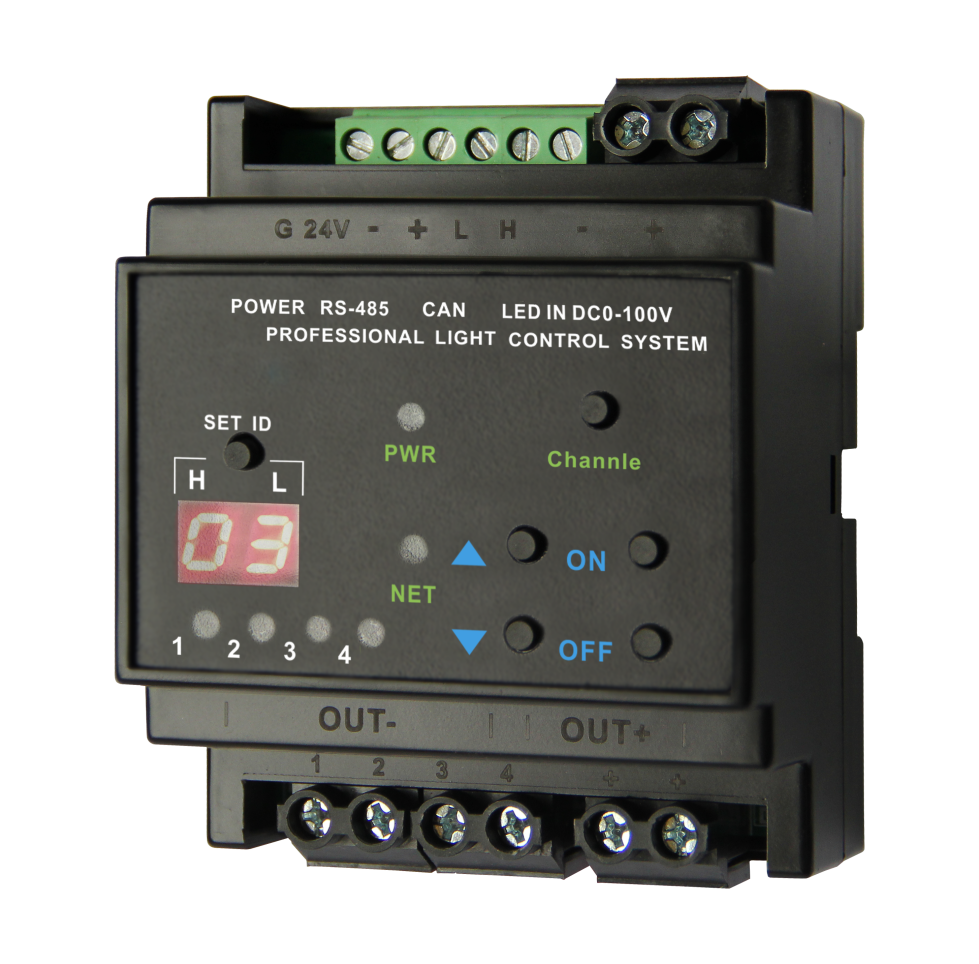 G 24V - + L H - +
POWER RS-485 CAN LED IN DC0-100V
PROFESSIONAL LIGHT CONTROL SYSTEM
SET ID
H L
PWR
Channle
03
NET
ON
1 2 3 4
OFF
OUT- OUT+
1 2 3 4 + +